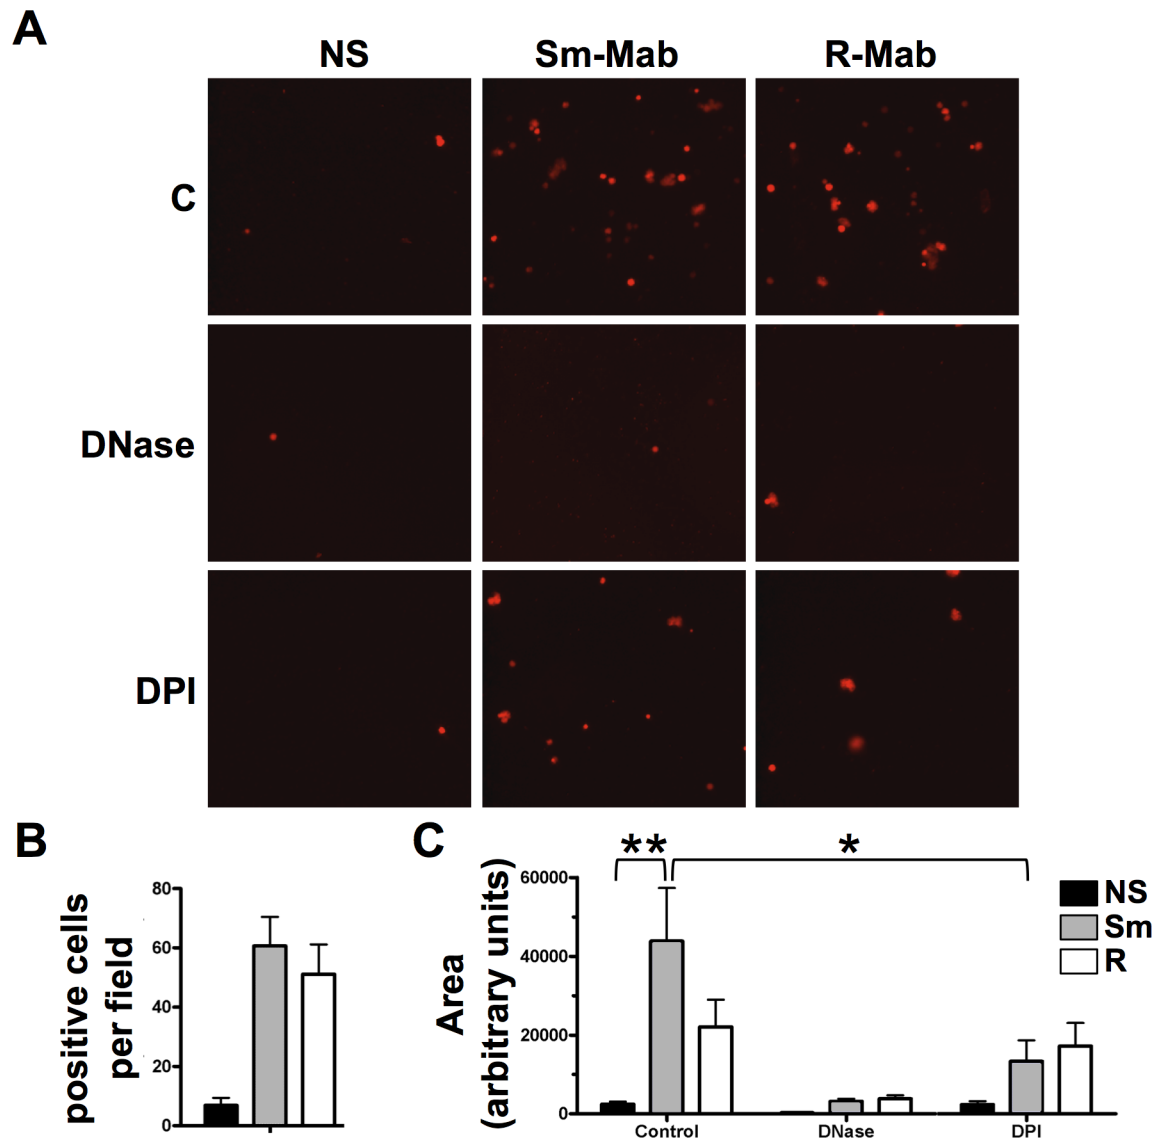 A
NS Sm-Mab R-Mab
C
DNase
DPI
B
positive cells
per field
80
60
40
20
0
C
** *
Area
(arbitrary units)
60000
40000
20000
0
Control DNase DPI
NS
Sm
R